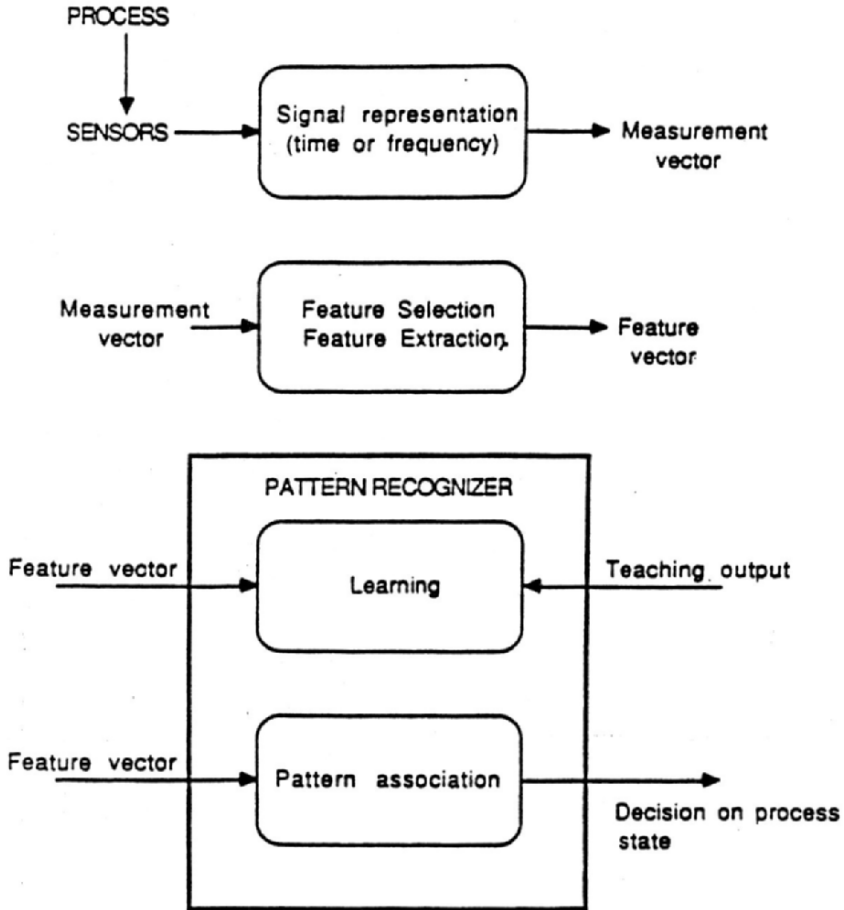 PROCESS
SENSORS
Signal representation
(time or frequency)
Measurement
vector
Measurement
vector
Feature Selection
Feature Extraction
Feature
vector
PATTERN RECOGNIZER
Feature vector
Learning
Teaching output
Feature vector
Pattern association
Decision on process
state